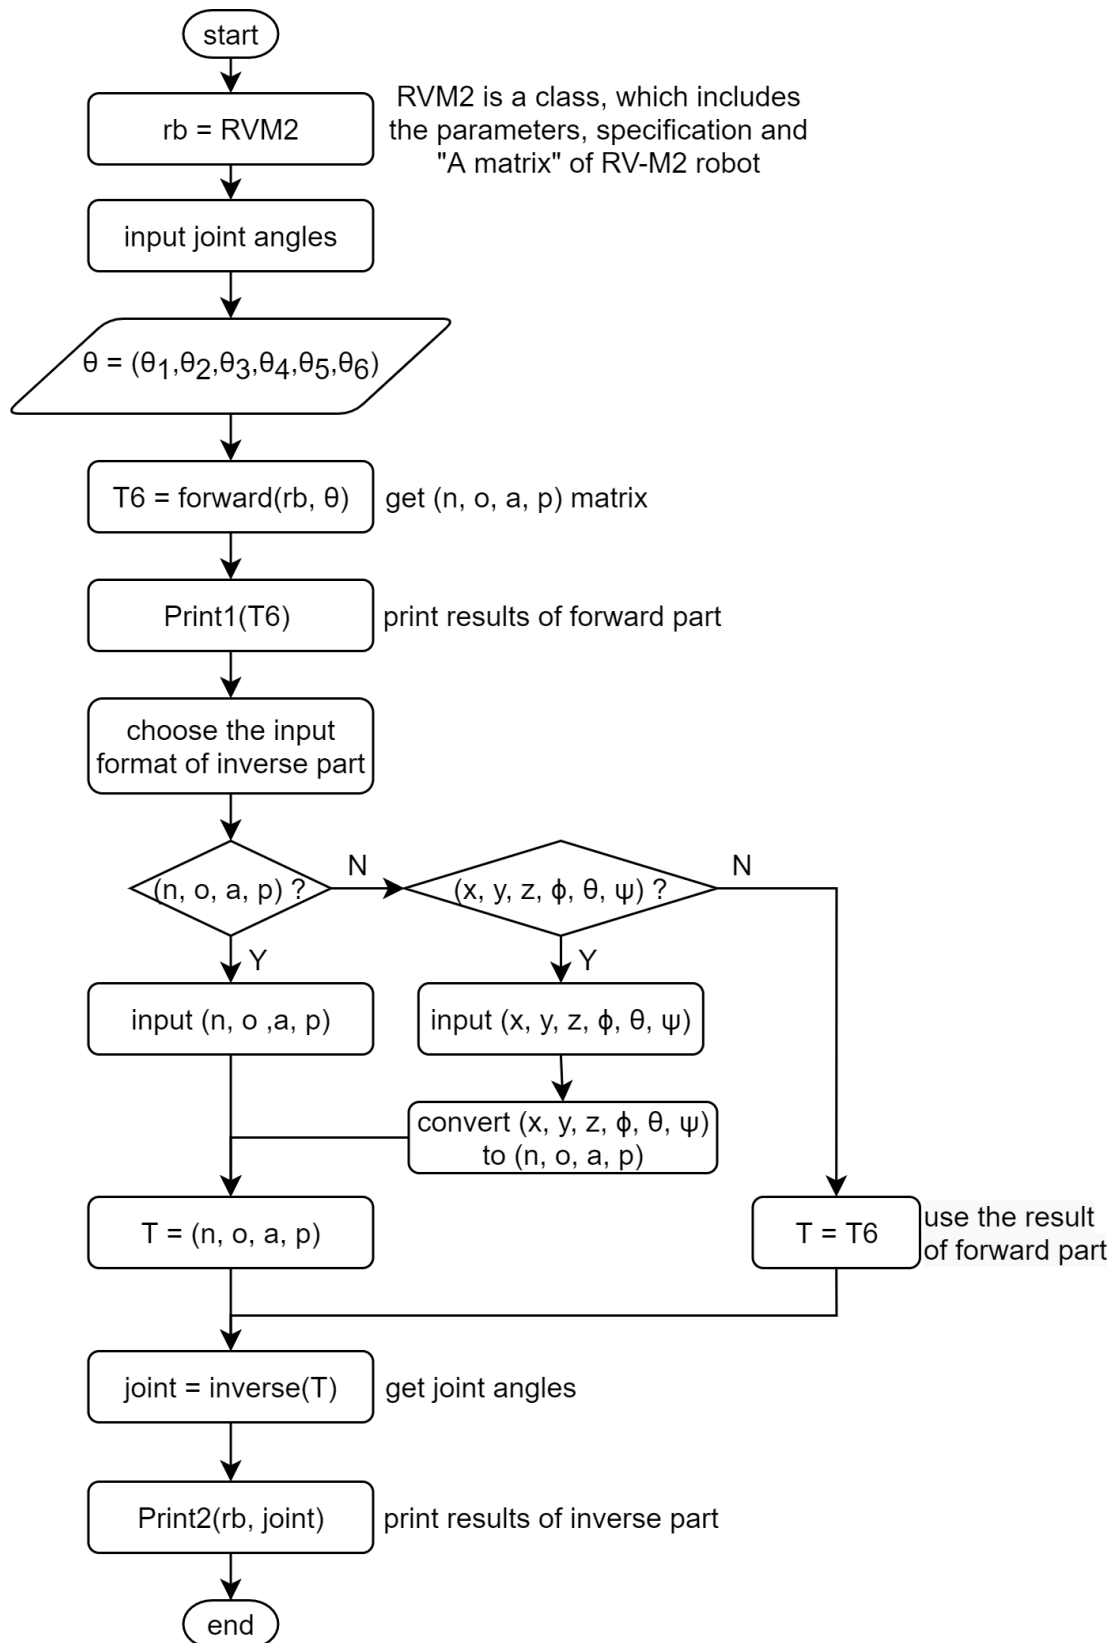 start
rb = RVM2
RVM2 is a class, which includes
the parameters, specification and
"A matrix" of RV-M2 robot
input joint angles
θ = (θ1,θ2,θ3,θ4,θ5,θ6)
T6 = forward(rb, θ)
get (n, o, a, p) matrix
Print1(T6)
print results of forward part
choose the input
format of inverse part
(n, o, a, p) ?
N
(x, y, z, ϕ, θ, ψ) ?
N
Y
Y
input (n, o ,a, p)
input (x, y, z, ϕ, θ, ψ)
convert (x, y, z, ϕ, θ, ψ)
to (n, o, a, p)
T = (n, o, a, p)
T = T6
use the result
of forward part
joint = inverse(T)
get joint angles
Print2(rb, joint)
print results of inverse part
end